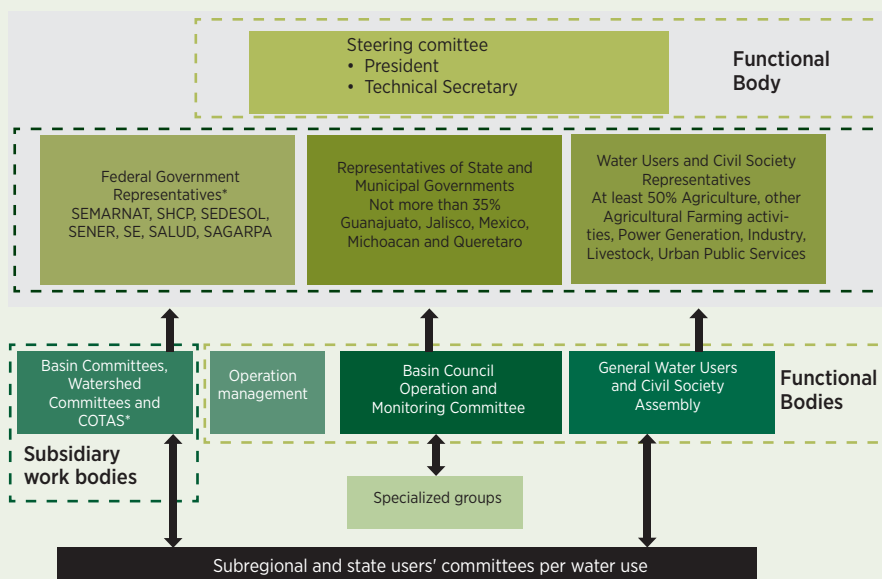 Steering comittee
• President
• Technical Secretary
Functional
Body
Federal Government
Representatives*
SEMARNAT, SHCP, SEDESOL,
SENER, SE, SALUD, SAGARPA
Representatives of State and
Municipal Governments
Not more than 35%
Guanajuato, Jalisco, Mexico,
Michoacan and Queretaro
Water Users and Civil Society
Representatives
At least 50% Agriculture, other
Agricultural Farming activi-
ties, Power Generation, Industry,
Livestock, Urban Public Services
Basin Committees,
Watershed
Committees and
COTAS*
Operation
management
Basin Council
Operation and
Monitoring Committee
General Water Users
and Civil Society
Assembly
Functional
Bodies
Subsidiary
work bodies
Specialized groups
Subregional and state users' committees per water use